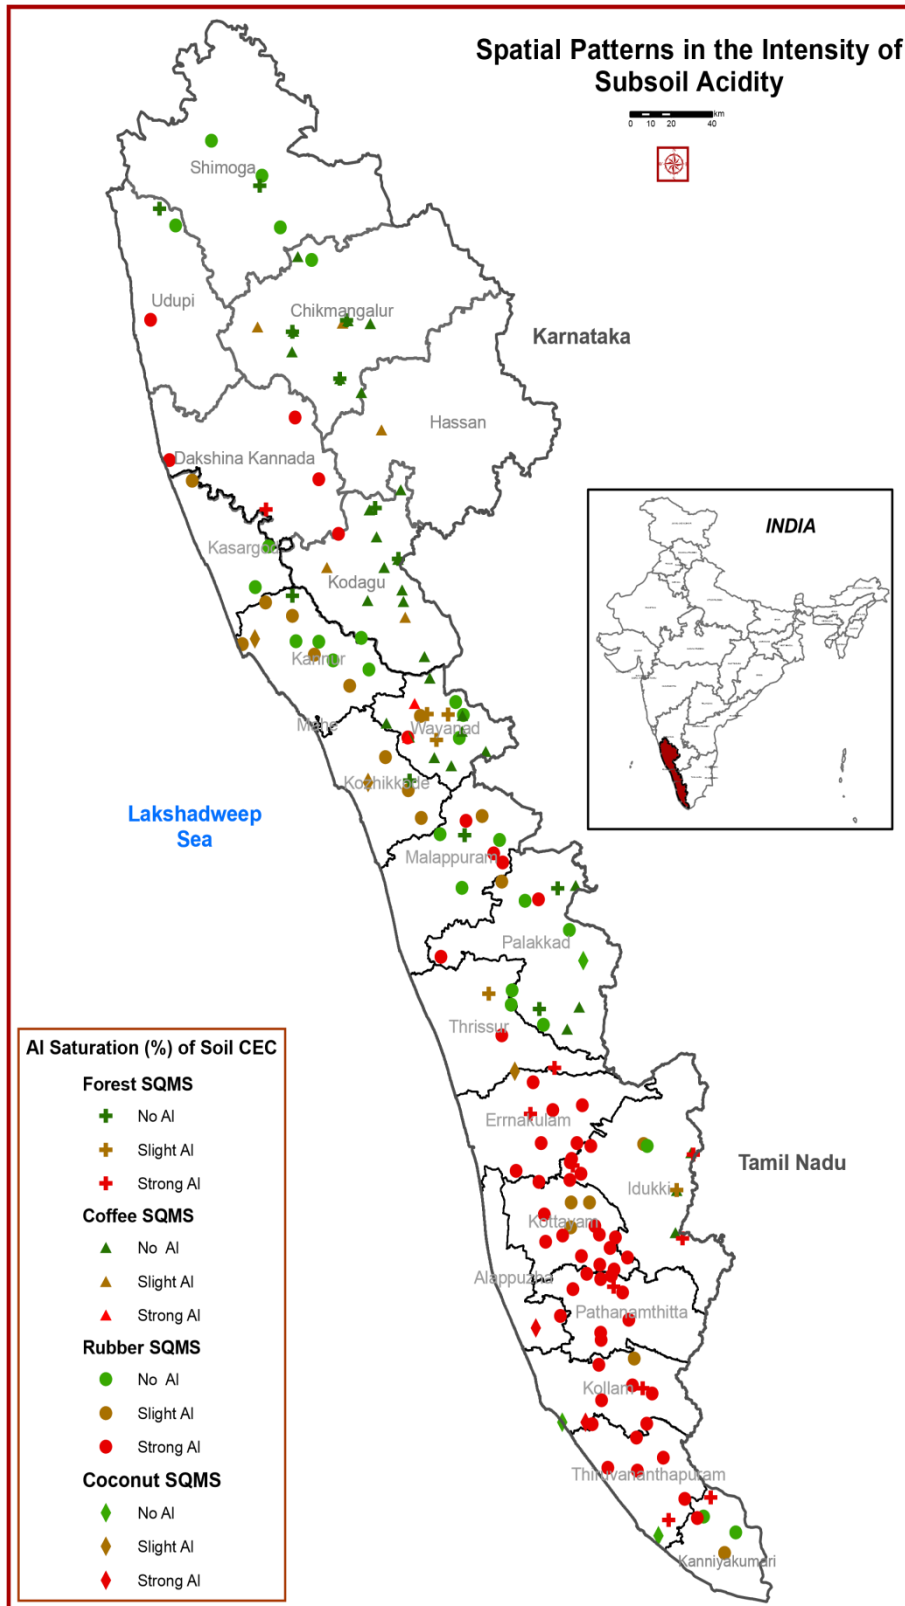 Spatial Patterns in the Intensity of
Subsoil Acidity
km
0 10 20 40
Shimoga
Udupi
Chikmangalur
Karnataka
Hassan
Dakshina Kannada
INDIA
Kasargod
Kodagu
Kannur
Mahe
Wayanad
Kozhikkode
Lakshadweep
Sea
Malappuram
Palakkad
Thrissur
Al Saturation (%) of Soil CEC
Forest SQMS
No Al
Slight Al
Strong Al
Coffee SQMS
No Al
Slight Al
Strong Al
Rubber SQMS
No Al
Slight Al
Strong Al
Coconut SQMS
No Al
Slight Al
Strong Al
Errnakulam
Tamil Nadu
Idukki
Kottayam
Alappuzha
Pathanamthitta
Kollam
Thiruvananthapuram
Kanniyakumari